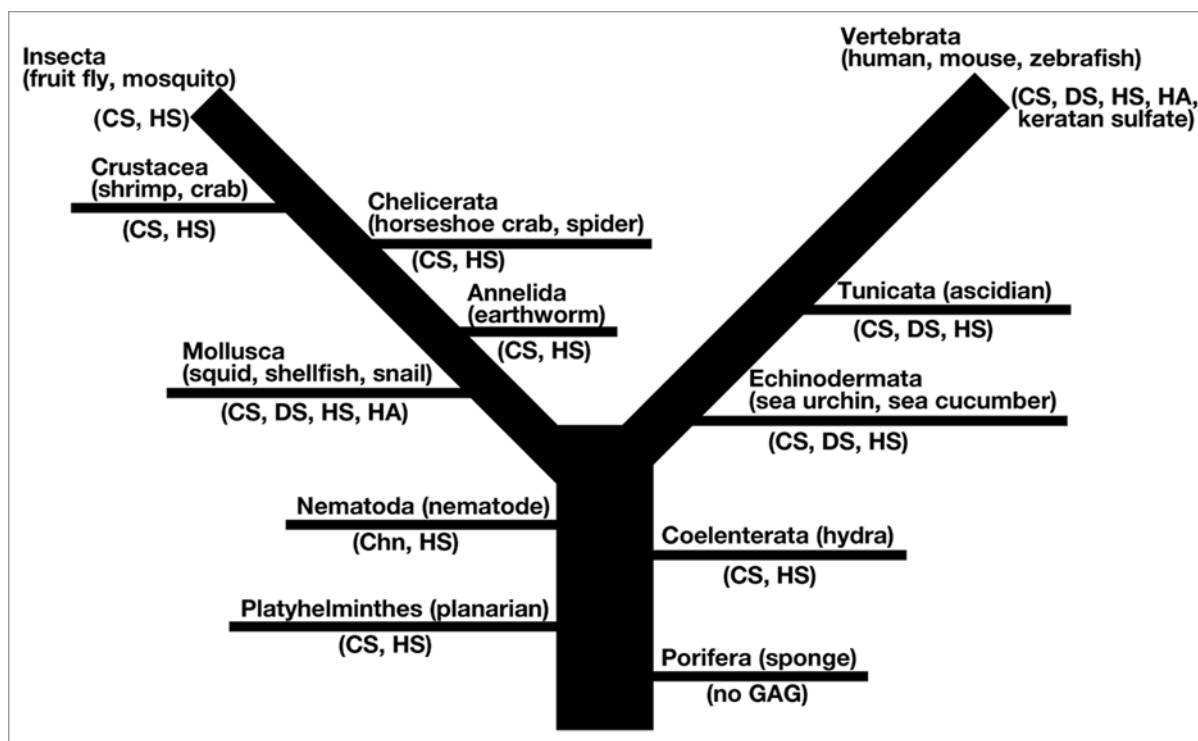 Insecta
(fruit fly, mosquito)
(CS, HS)
Crustacea
(shrimp, crab)
(CS, HS)
Chelicerata
(horseshoe crab, spider)
(CS, HS)
Annelida
(earthworm)
(CS, HS)
Mollusca
(squid, shellfish, snail)
(CS, DS, HS, HA)
Nematoda (nematode)
(Chn, HS)
Platyhelminthes (planarian)
(CS, HS)
Vertebrata
(human, mouse, zebrafish)
(CS, DS, HS, HA,
keratan sulfate)
Tunicata (ascidian)
(CS, DS, HS)
Echinodermata
(sea urchin, sea cucumber)
(CS, DS, HS)
Coelenterata (hydra)
(CS, HS)
Porifera (sponge)
(no GAG)